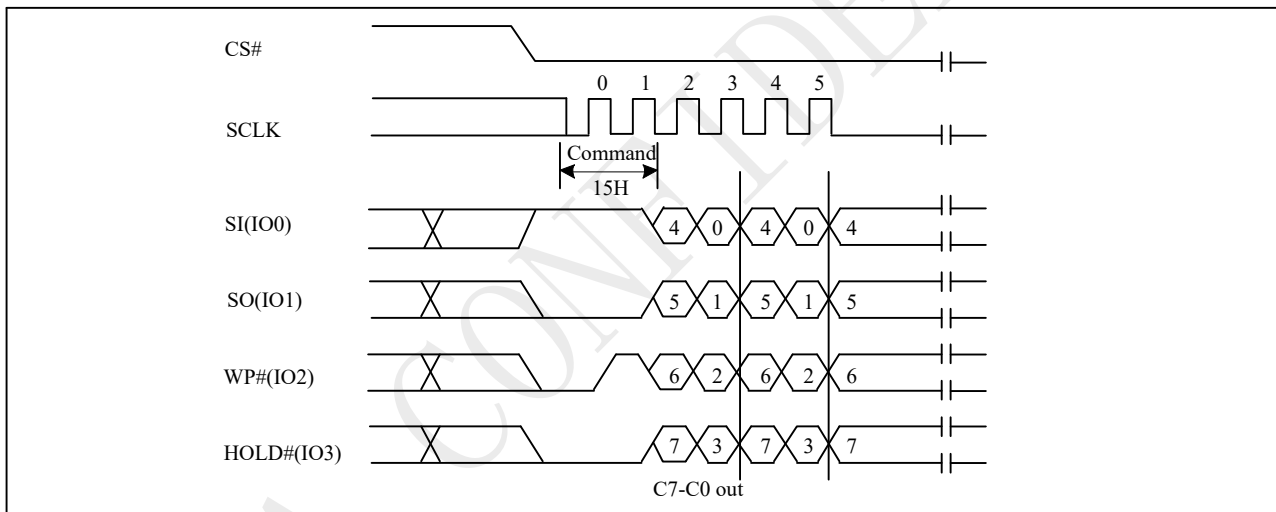 CS#
0 1 2 3 4 5
SCLK
Command
15H
SI(IO0) 4 0 4 0 4
SO(IO1) 5 1 5 1 5
WP#(IO2) 6 2 6 2 6
HOLD#(IO3) 7 3 7 3 7
C7-C0 out